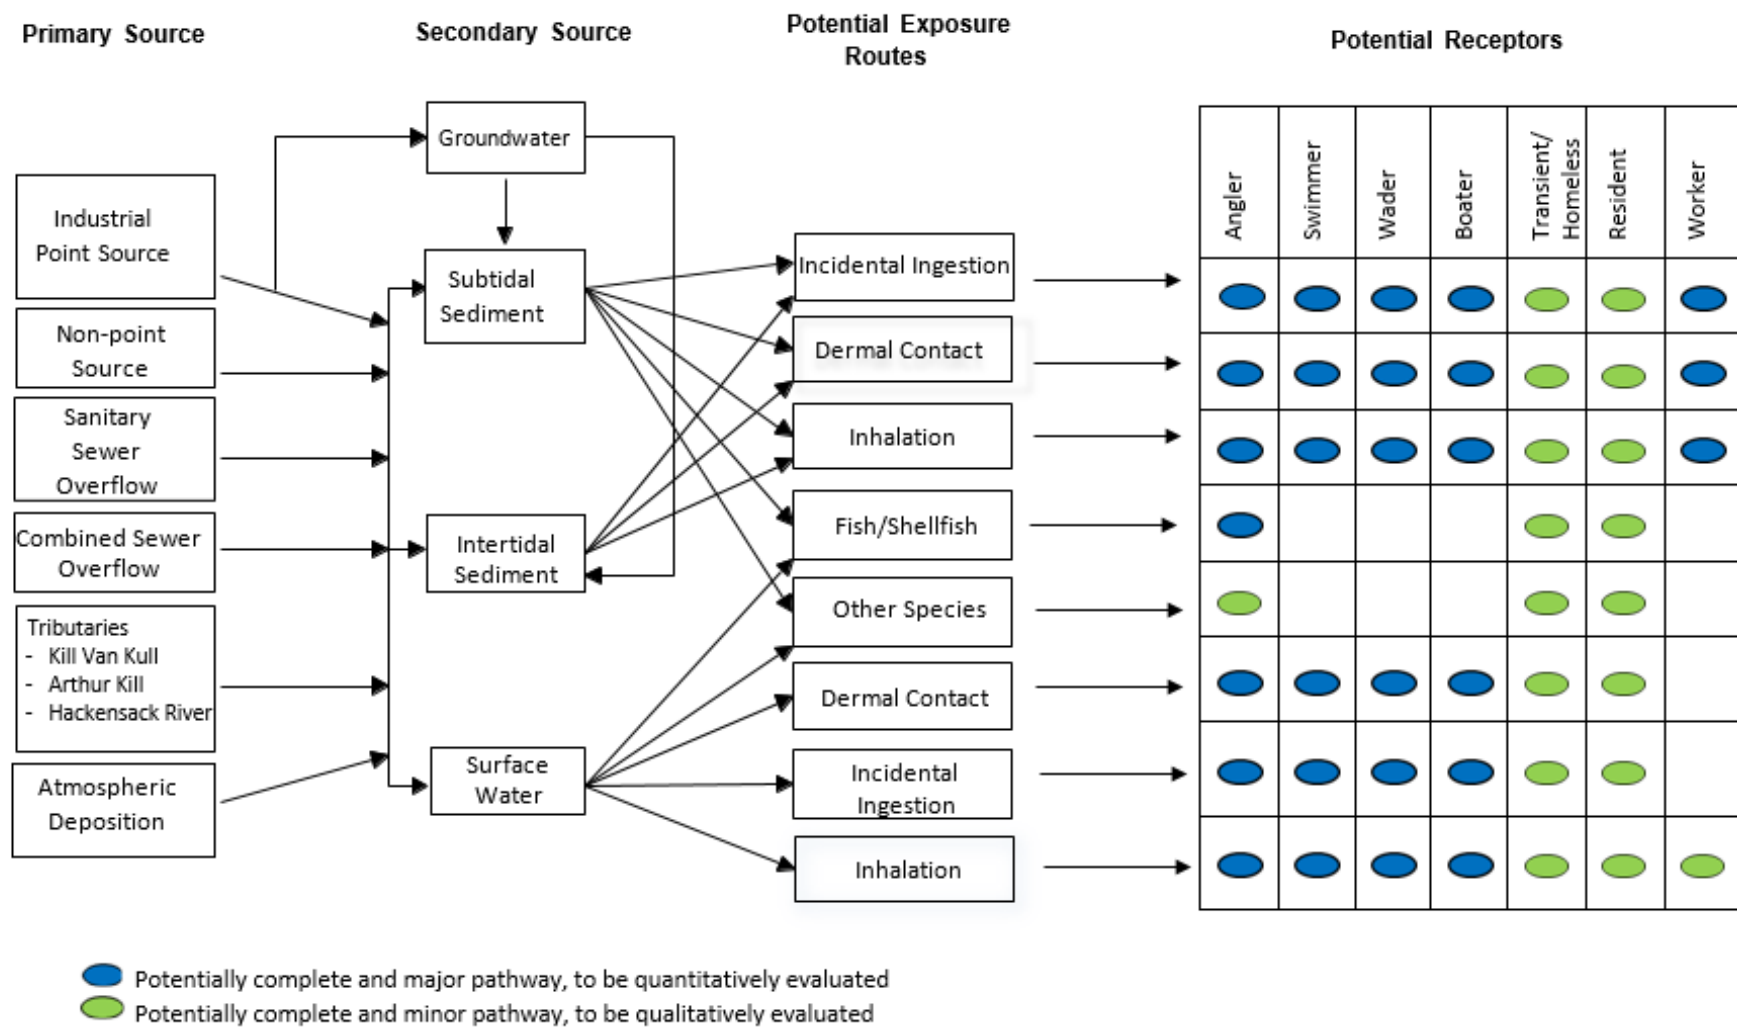 Primary Source
Secondary Source
Potential Exposure
Routes
Potential Receptors
Industrial
Point Source
Non-point
Source
Sanitary
Sewer
Overflow
Combined Sewer
Overflow
Tributaries
- Kill Van Kull
- Arthur Kill
- Hackensack River
Atmospheric
Deposition
Groundwater
Subtidal
Sediment
Intertidal
Sediment
Surface
Water
Incidental Ingestion
Dermal Contact
Inhalation
Fish/Shellfish
Other Species
Dermal Contact
Incidental
Ingestion
Inhalation
Angler
Swimmer
Wader
Boater
Transient/
Homeless
Resident
Worker
Potentially complete and major pathway, to be quantitatively evaluated
Potentially complete and minor pathway, to be qualitatively evaluated